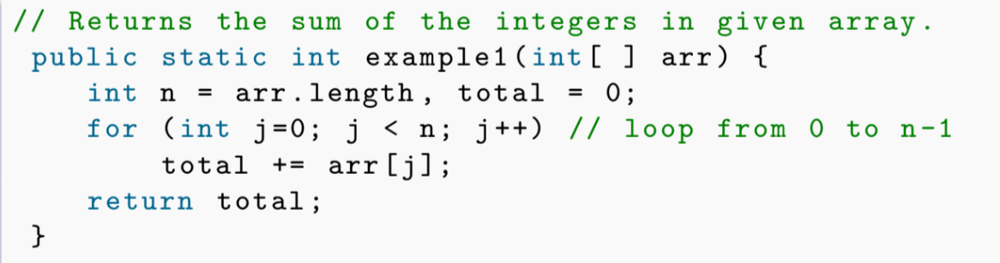 // Returns the sum of the integers in given array.
public static int example1(int[ ] arr) {
int n = arr.length, total = 0;
for (int j=0; j < n; j++) // loop from 0 to n-1
total += arr[j];
return total;
}